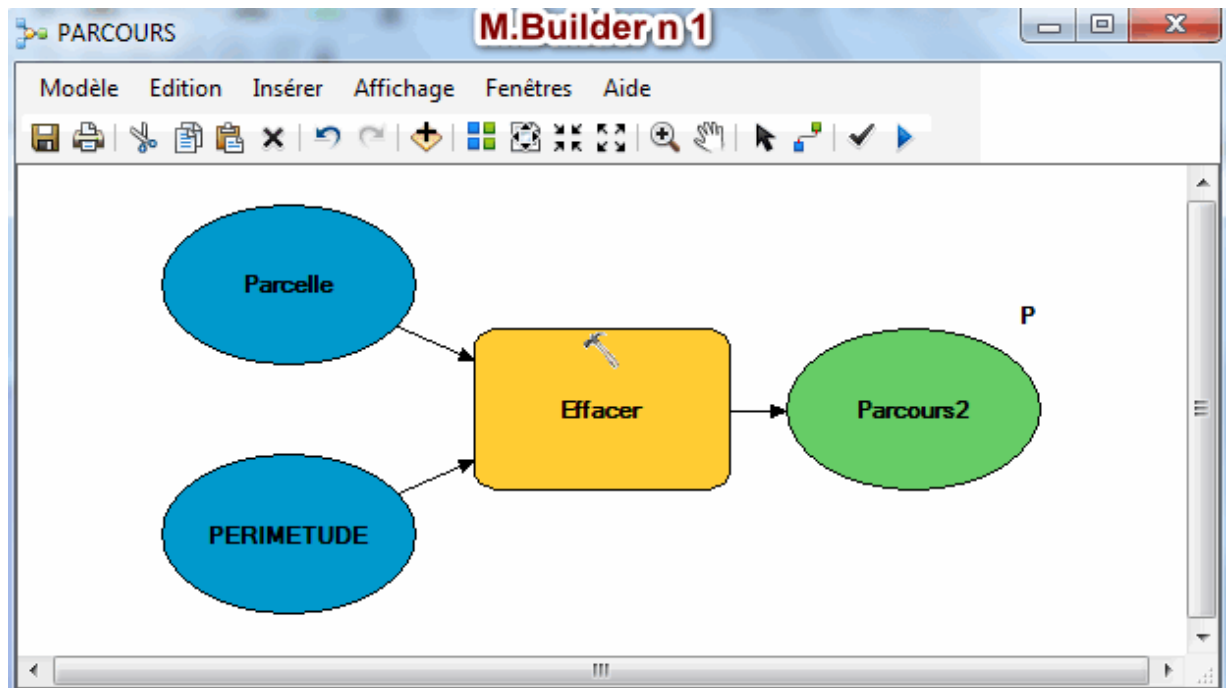 PARCOURS
M.Builder n 1
Modèle Edition Insérer Affichage Fenêtres Aide
Parcelle
P
Effacer
Parcours2
PERIMETUDE